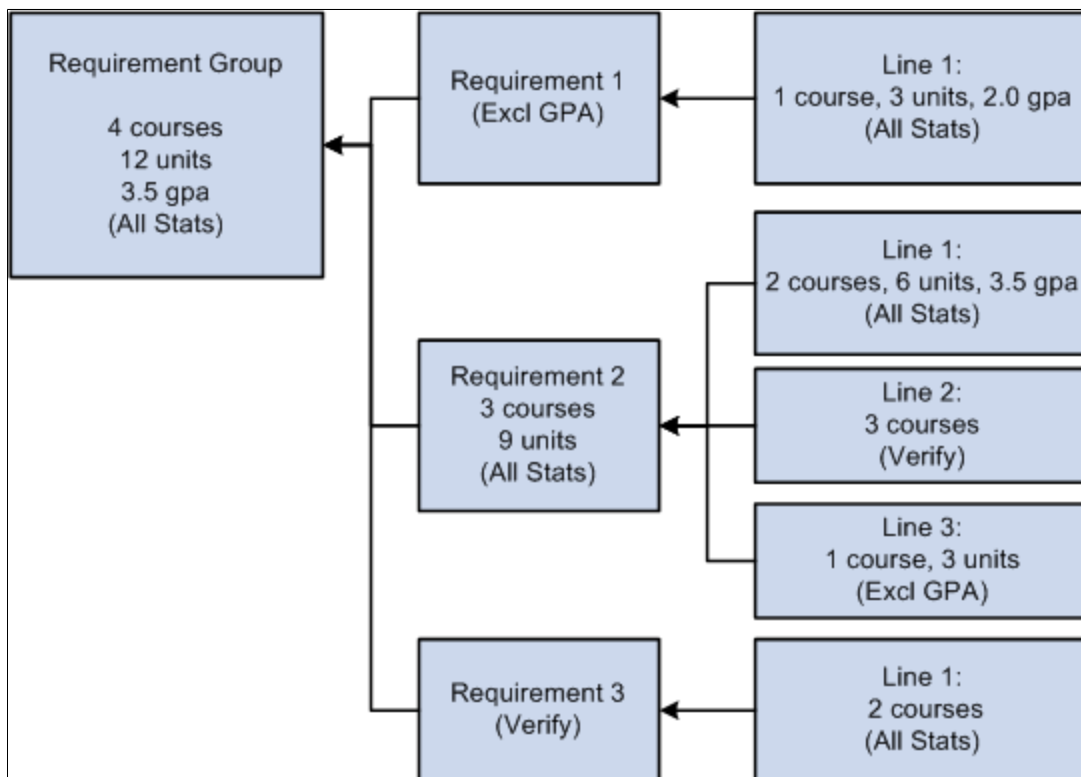 Requirement Group
4 courses
12 units
3.5 gpa
(All Stats)
Requirement 1
(Excl GPA)
Line 1:
1 course, 3 units, 2.0 gpa
(All Stats)
Requirement 2
3 courses
9 units
(All Stats)
Line 1:
2 courses, 6 units, 3.5 gpa
(All Stats)
Line 2:
3 courses
(Verify)
Line 3:
1 course, 3 units
(Excl GPA)
Requirement 3
(Verify)
Line 1:
2 courses
(All Stats)